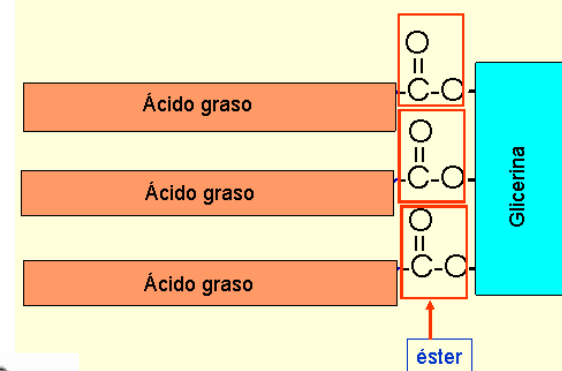 O
||
-C-O-
Ácido graso
O
||
-C-O-
Ácido graso
O
||
-C-O-
Ácido graso
Glicerina
éster